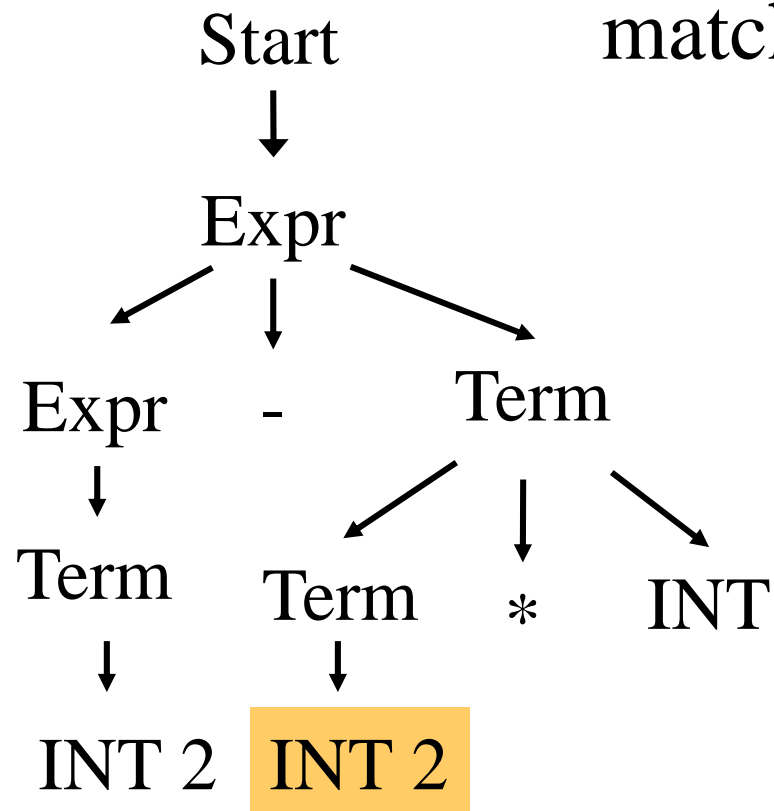 Start
Expr
Expr - Term
Term Term * INT
INT 2 INT 2